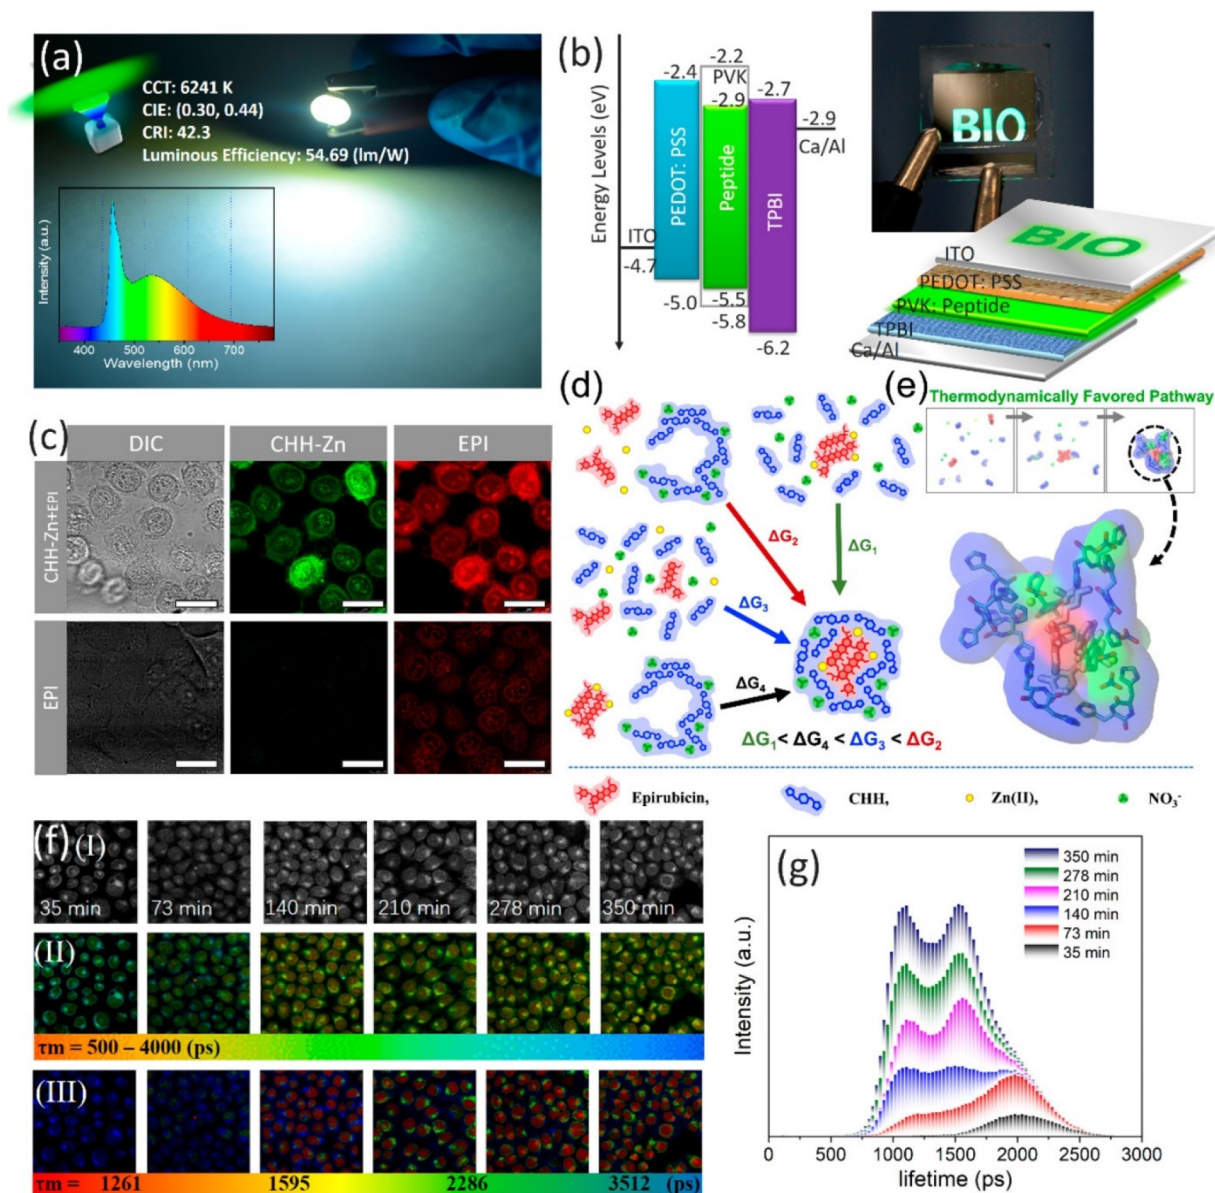 (a)
CCT: 6241 K
CIE: (0.30, 0.44)
CRI: 42.3
Luminous Efficiency: 54.69 (lm/W)
Intensity (a.u.)
400 500 600 700
Wavelength (nm)
(b)
Energy Levels (eV)
ITO
-4.7
-2.4
PEDOT: PSS
-5.0
-2.2
PVK
-2.9
Peptide
-5.5
-5.8
-2.7
TPBI
-6.2
-2.9
Ca/Al
BIO
BIO
ITO
PEDOT: PSS
PVK: Peptide
TPBI
Ca/Al
(c)
DIC CHH-Zn EPI
CHH-Zn+EPI
EPI
(d)
ΔG2
ΔG1
ΔG3
ΔG4
ΔG1< ΔG4 < ΔG3 < ΔG2
Epirubicin, CHH, Zn(II), NO3-
(e)
Thermodynamically Favored Pathway
(f) (I)
35 min 73 min 140 min 210 min 278 min 350 min
(II)
τm = 500 – 4000 (ps)
(III)
τm = 1261 1595 2286 3512 (ps)
(g)
350 min
278 min
210 min
140 min
73 min
35 min
Intensity (a.u.)
0 500 1000 1500 2000 2500 3000
lifetime (ps)